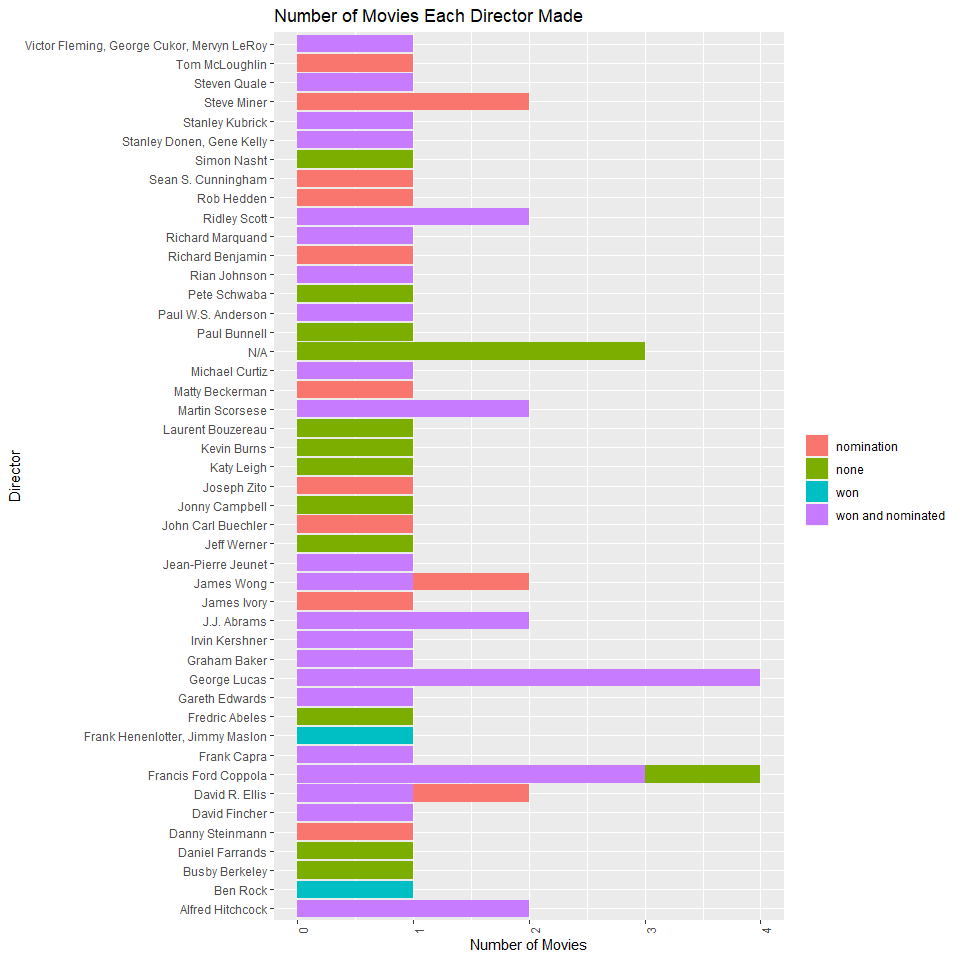 Number of Movies Each Director Made
Victor Fleming, George Cukor, Mervyn LeRoy
Tom McLoughlin
Steven Quale
Steve Miner
Stanley Kubrick
Stanley Donen, Gene Kelly
Simon Nasht
Sean S. Cunningham
Rob Hedden
Ridley Scott
Richard Marquand
Richard Benjamin
Rian Johnson
Pete Schwaba
Paul W.S. Anderson
Paul Bunnell
N/A
Michael Curtiz
Matty Beckerman
Martin Scorsese
Laurent Bouzereau
Kevin Burns
Katy Leigh
Joseph Zito
Jonny Campbell
John Carl Buechler
Jeff Werner
Jean-Pierre Jeunet
James Wong
James Ivory
J.J. Abrams
Irvin Kershner
Graham Baker
George Lucas
Gareth Edwards
Fredric Abeles
Frank Henenlotter, Jimmy Maslon
Frank Capra
Francis Ford Coppola
David R. Ellis
David Fincher
Danny Steinmann
Daniel Farrands
Busby Berkeley
Ben Rock
Alfred Hitchcock
Director
0 1 2 3 4
Number of Movies
nomination
none
won
won and nominated